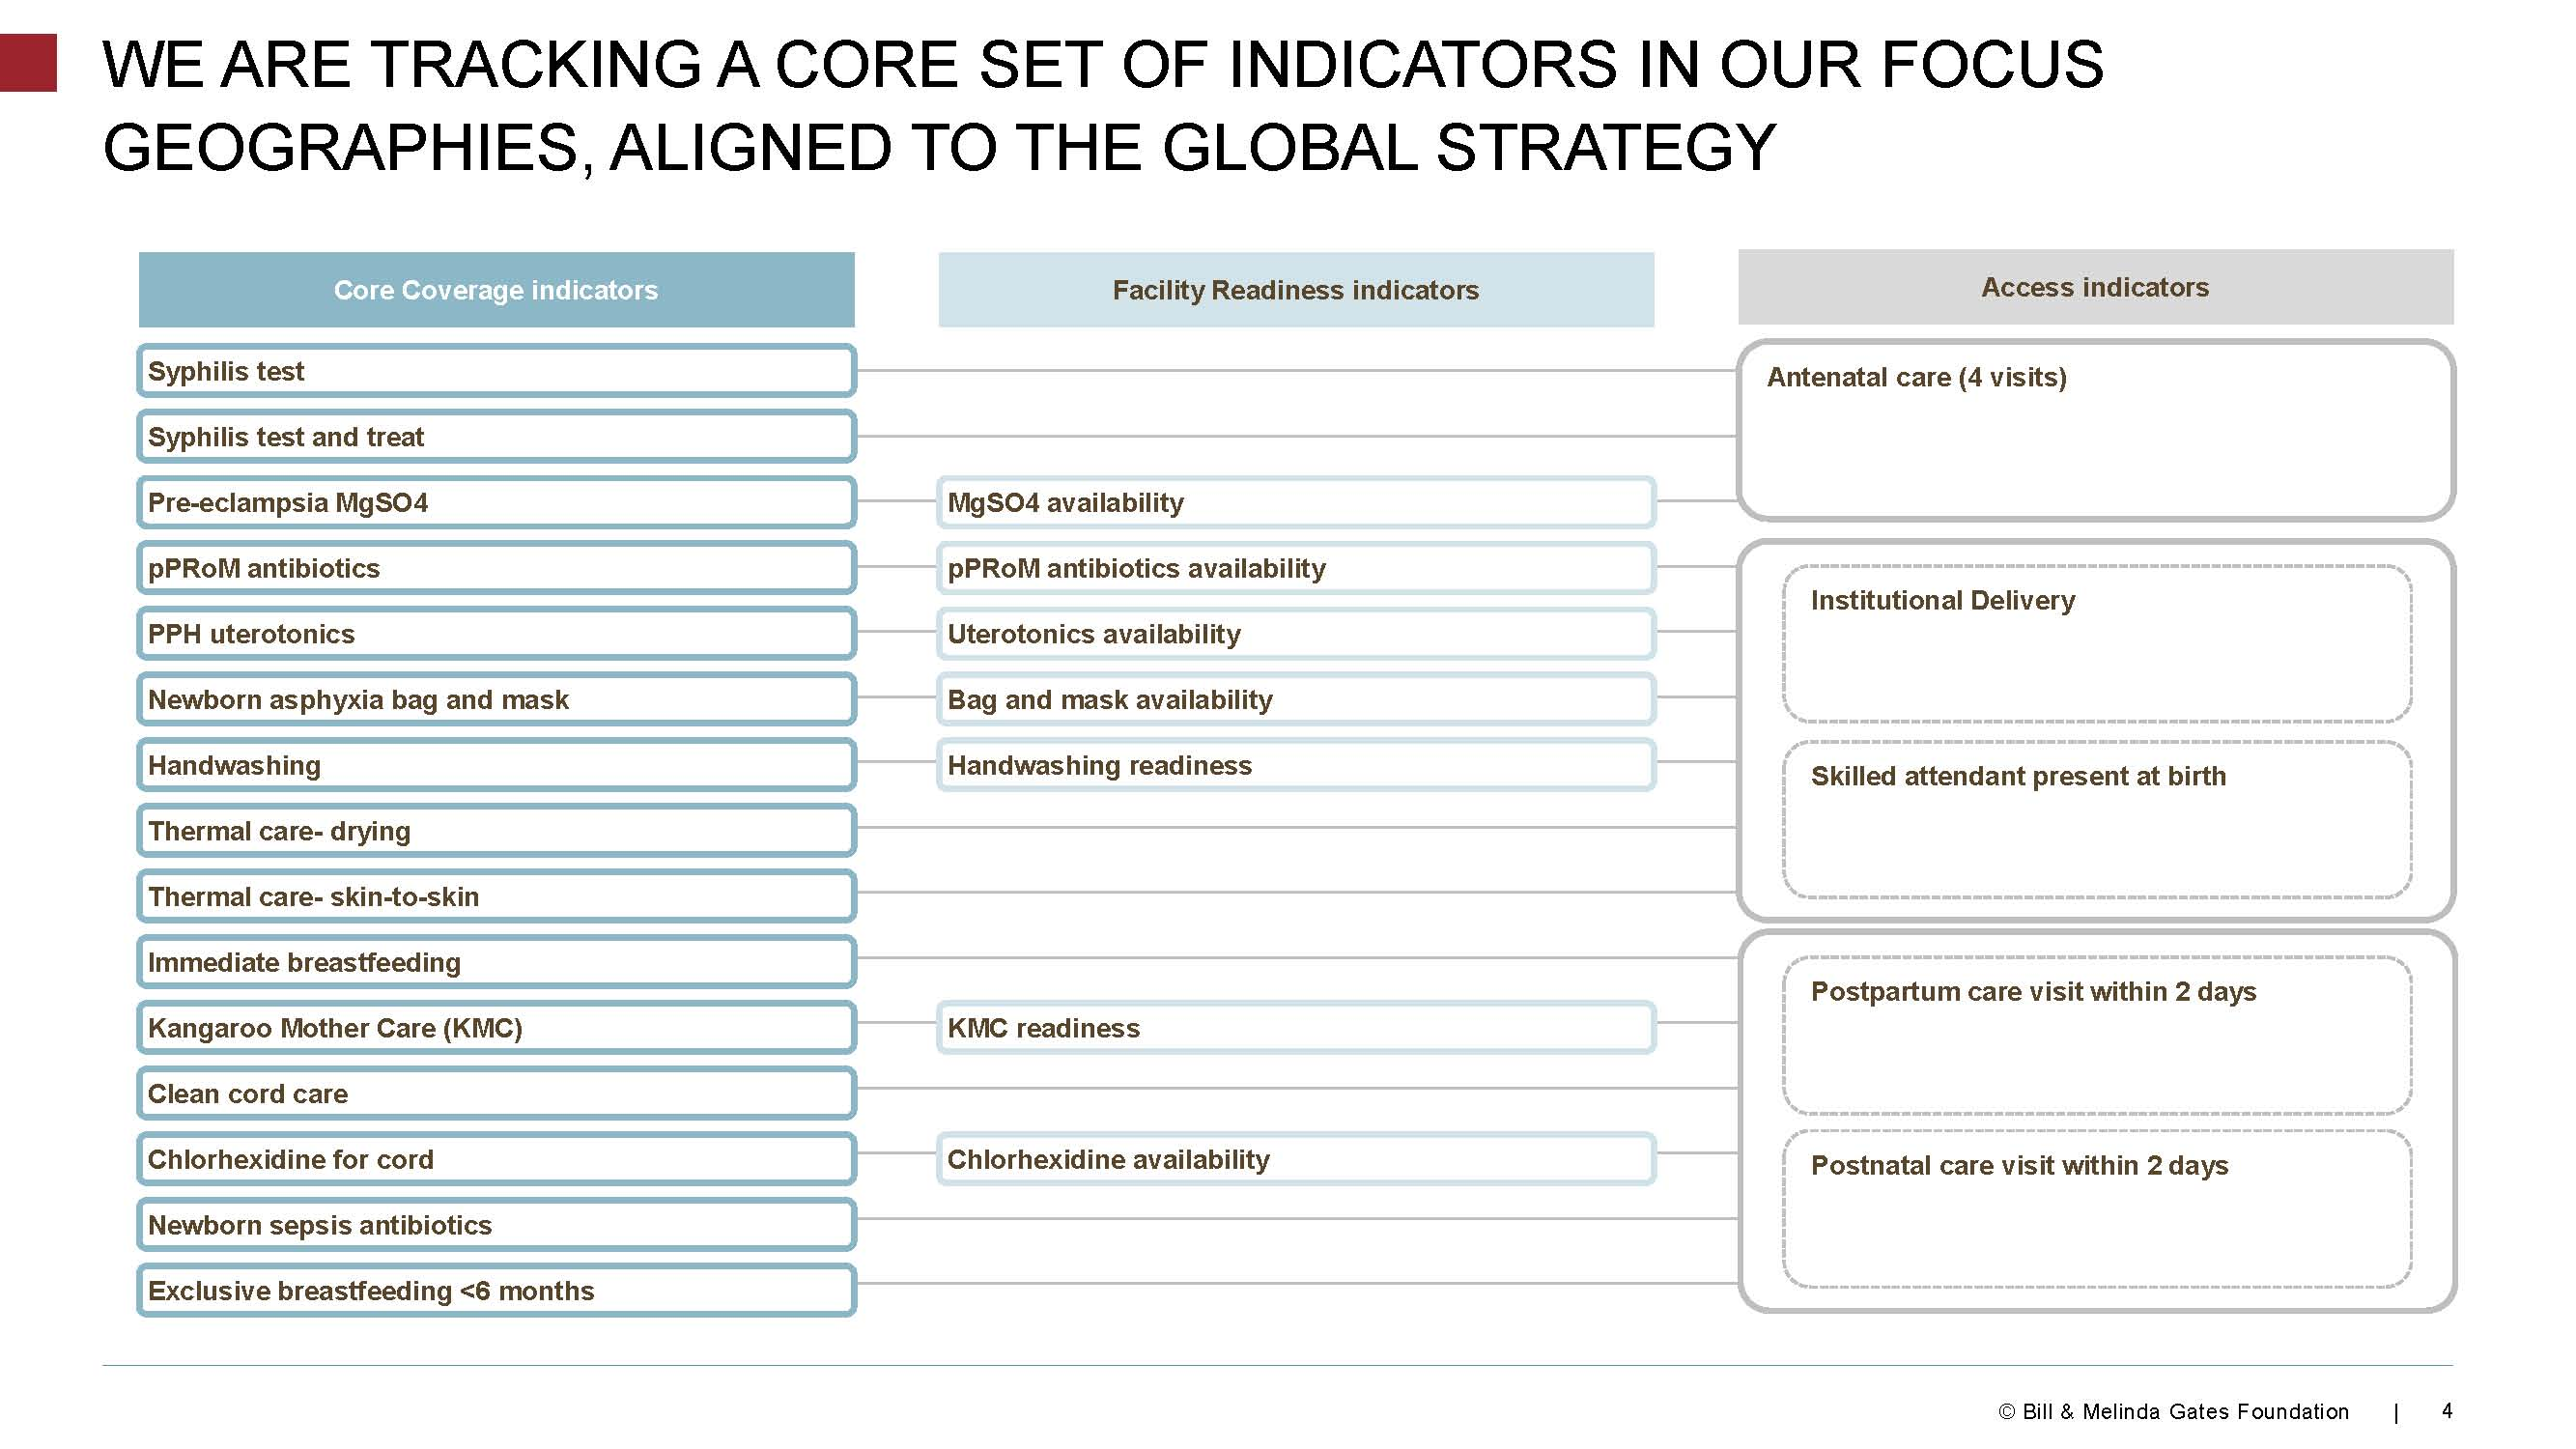 WE ARE TRACKING A CORE SET OF INDICATORS IN OUR FOCUS
GEOGRAPHIES, ALIGNED TO THE GLOBAL STRATEGY
Core Coverage indicators
Facility Readiness indicators
Access indicators
Syphilis test
Syphilis test and treat
Pre-eclampsia MgSO4
pPRoM antibiotics
PPH uterotonics
Newborn asphyxia bag and mask
Handwashing
Thermal care- drying
Thermal care- skin-to-skin
Immediate breastfeeding
Kangaroo Mother Care (KMC)
Clean cord care
Chlorhexidine for cord
Newborn sepsis antibiotics
Exclusive breastfeeding <6 months
MgSO4 availability
pPRoM antibiotics availability
Uterotonics availability
Bag and mask availability
Handwashing readiness
KMC readiness
Chlorhexidine availability
Antenatal care (4 visits)
Institutional Delivery
Skilled attendant present at birth
Postpartum care visit within 2 days
Postnatal care visit within 2 days
© Bill & Melinda Gates Foundation | 4